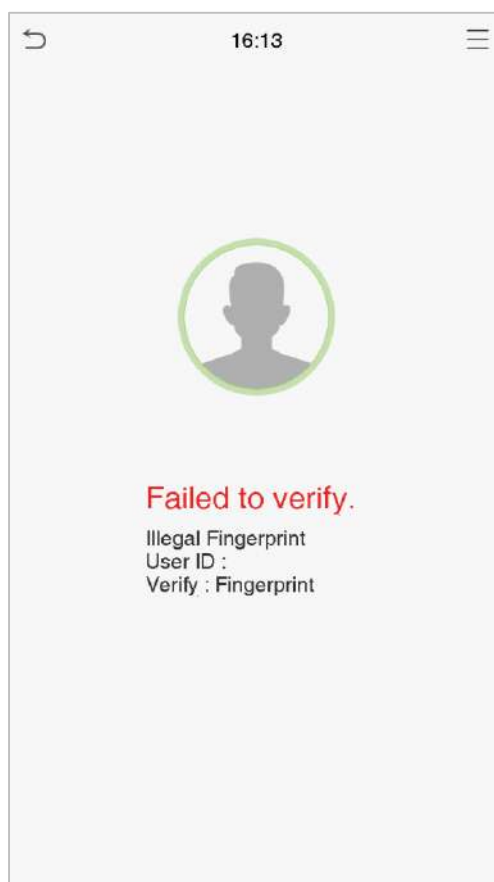 16:13
Failed to verify.
Illegal Fingerprint
User ID :
Verify : Fingerprint